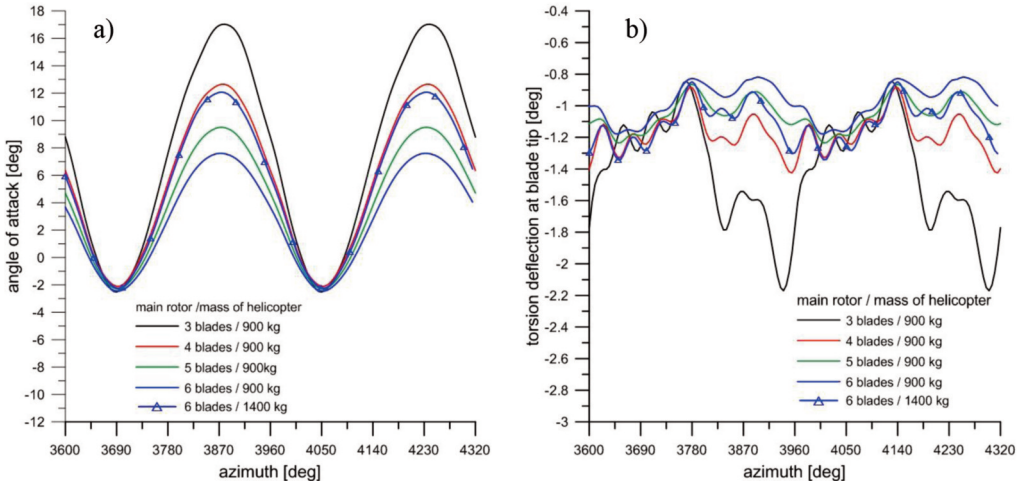 a)
18
16
14
12
10
8
6
4
2
0
-2
-4
-6
-8
-10
-12
angle of attack [deg]
main rotor /mass of helicopter
3 blades / 900 kg
4 blades / 900 kg
5 blades / 900kg
6 blades / 900 kg
6 blades / 1400 kg
3600 3690 3780 3870 3960 4050 4140 4230 4320
azimuth [deg]
b)
-0.4
-0.6
-0.8
-1
-1.2
-1.4
-1.6
-1.8
-2
-2.2
-2.4
-2.6
-2.8
-3
torsion deflection at blade tip [deg]
main rotor / mass of helicopter
3 blades / 900 kg
4 blades / 900 kg
5 blades / 900 kg
6 blades / 900 kg
6 blades / 1400 kg
3600 3690 3780 3870 3960 4050 4140 4230 4320
azimuth [deg]